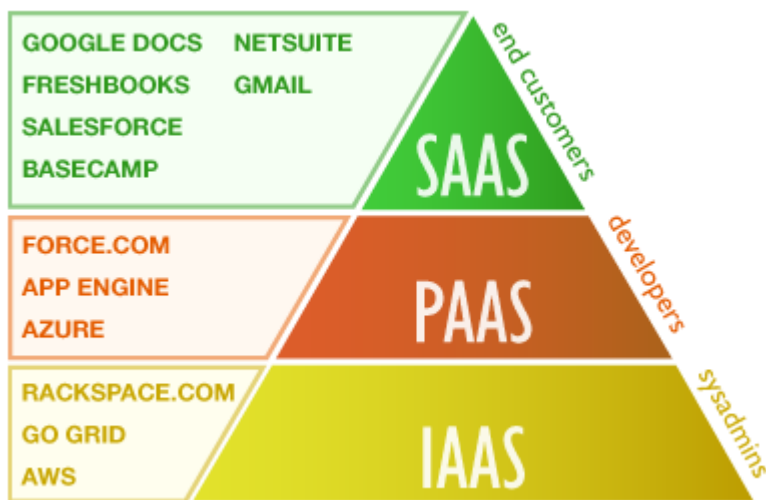 GOOGLE DOCS NETSUITE
FRESHBOOKS GMAIL
SALESFORCE
BASECAMP
SAAS
end customers
FORCE.COM
APP ENGINE
AZURE
PAAS
developers
RACKSPACE.COM
GO GRID
AWS
IAAS
sysadmins